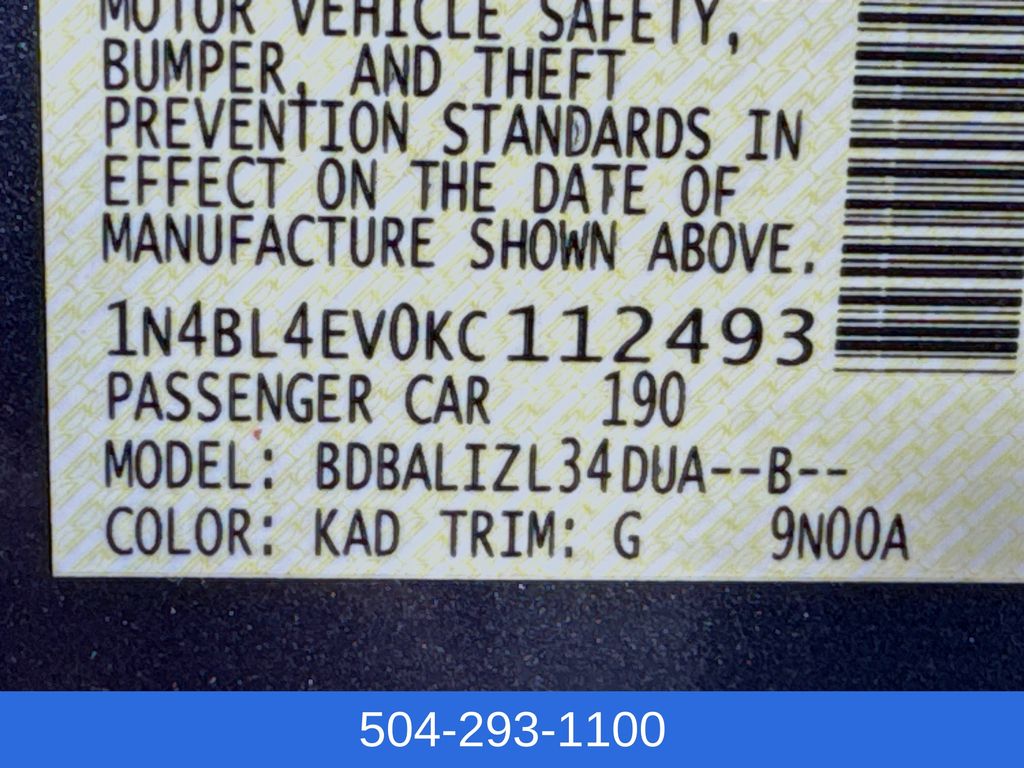 MOTOR VEHICLE SAFETY,
BUMPER, AND THEFT
PREVENTION STANDARDS IN
EFFECT ON THE DATE OF
MANUFACTURE SHOWN ABOVE.
1N4BL4EV0KC112493
PASSENGER CAR 190
MODEL: BDBALIZL34DUA--B--
COLOR: KAD TRIM: G 9N00A
504-293-1100